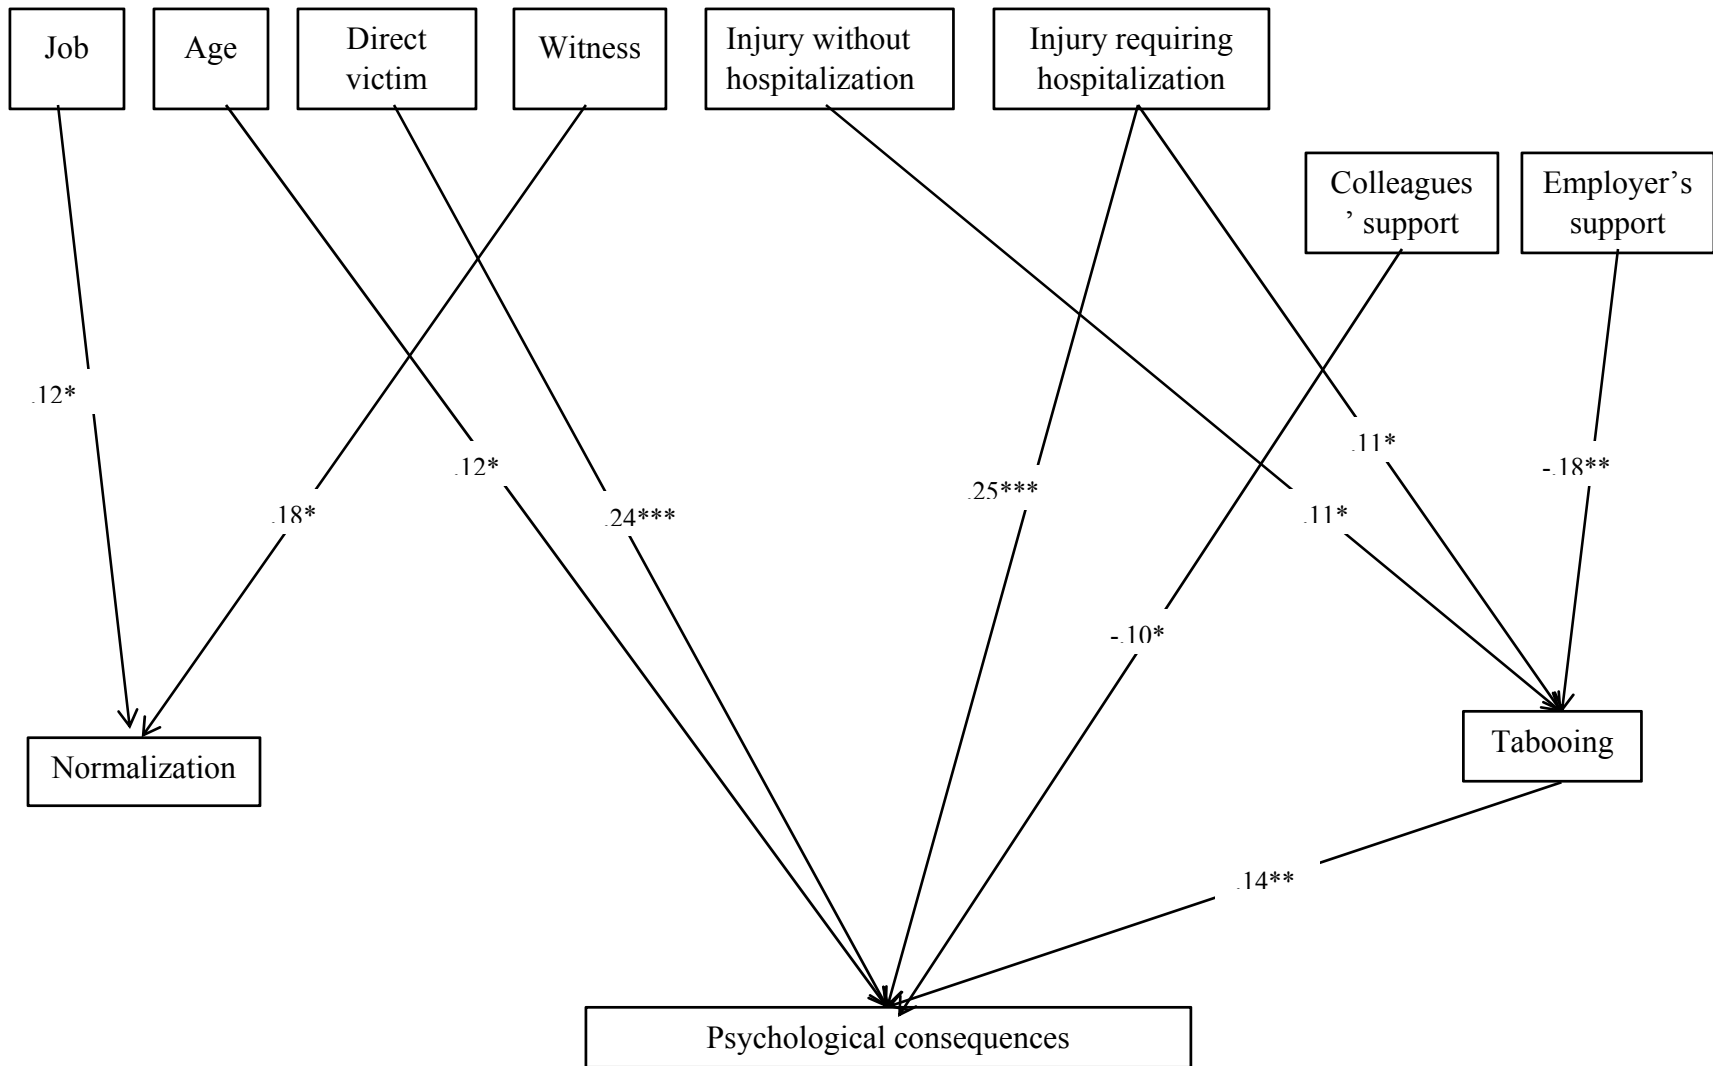 Job
Age
Direct
victim
Witness
Injury without
hospitalization
Injury requiring
hospitalization
Colleagues
’ support
Employer’s
support
.12*
.18*
.12*
.24***
.25***
-.10*
.11*
.11*
-.18**
Normalization
Tabooing
.14**
Psychological consequences